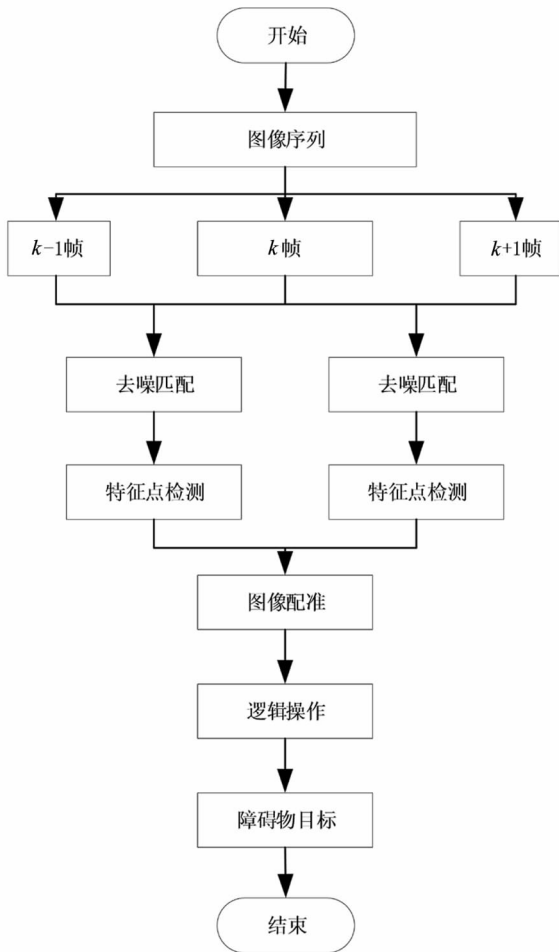 开始
图像序列
k-1帧
k帧
k+1帧
去噪匹配
去噪匹配
特征点检测
特征点检测
图像配准
逻辑操作
障碍物目标
结束